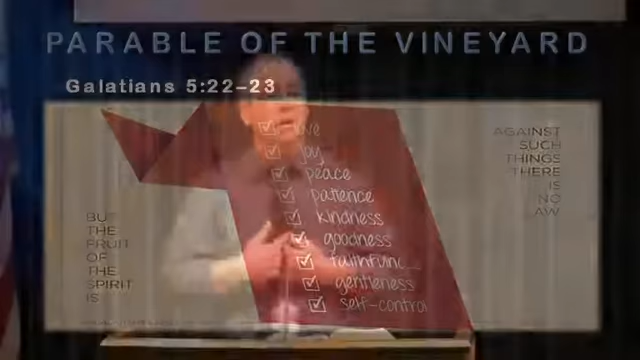 PARABLE OF THE VINEYARD
Galatians 5:22–23
BUT
THE
FRUIT
OF
THE
SPIRIT
IS
love
joy
peace
patience
kindness
goodness
gentleness
self-control
AGAINST
SUCH
THINGS
THERE
IS
NO
LAW